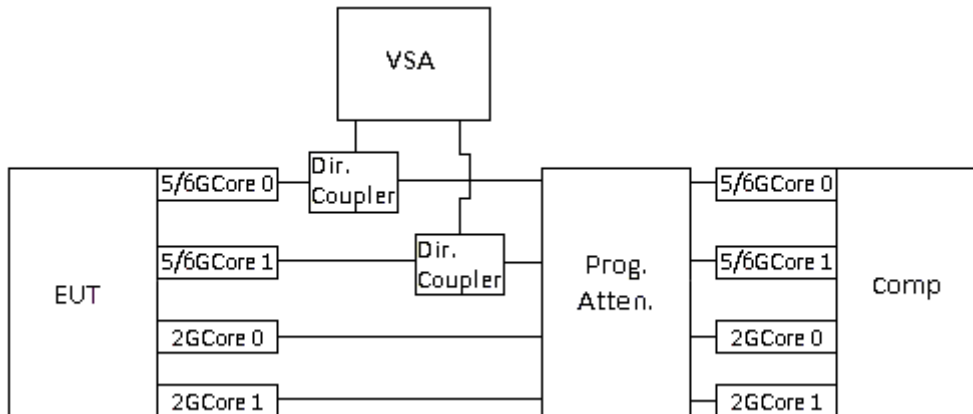 VSA
Dir.
Coupler
5/6GCore 0
5/6GCore 0
Dir.
Coupler
5/6GCore 1
5/6GCore 1
EUT
Prog.
Atten.
Comp
2GCore 0
2GCore 0
2GCore 1
2GCore 1